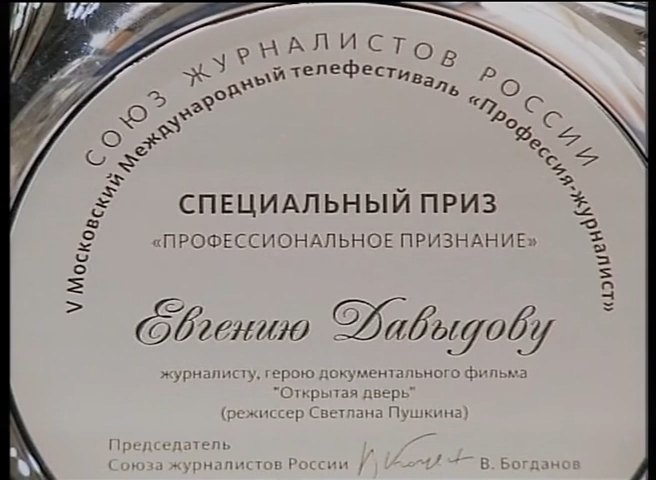 СОЮЗ ЖУРНАЛИСТОВ РОССИИ
V Московский Международный телефестиваль «Профессия-журналист»
СПЕЦИАЛЬНЫЙ ПРИЗ
«ПРОФЕССИОНАЛЬНОЕ ПРИЗНАНИЕ»
Евгению Давыдову
журналисту, герою документального фильма
"Открытая дверь"
(режиссер Светлана Пушкина)
Председатель
Союза журналистов России В. Богданов